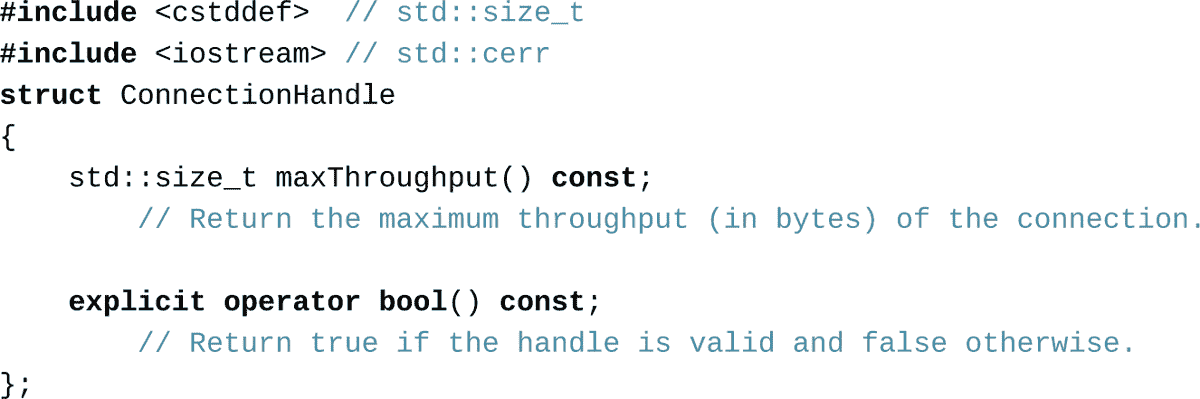 #include <cstddef>  // std::size_t
#include <iostream> // std::cerr
struct ConnectionHandle
{
    std::size_t maxThroughput() const;
        // Return the maximum throughput (in bytes) of the connection.

    explicit operator bool() const;
        // Return true if the handle is valid and false otherwise.
};